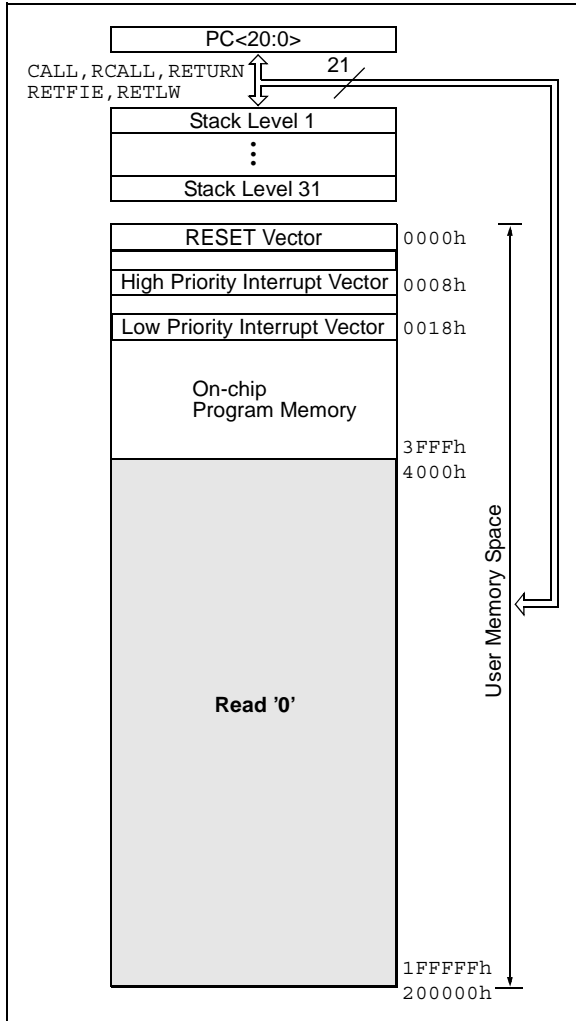 PC<20:0>
CALL,RCALL,RETURN
RETFIE,RETLW
21
Stack Level 1
Stack Level 31
RESET Vector
0000h
High Priority Interrupt Vector
0008h
Low Priority Interrupt Vector
0018h
On-chip
Program Memory
3FFFh
4000h
User Memory Space
Read '0'
1FFFFFh
200000h